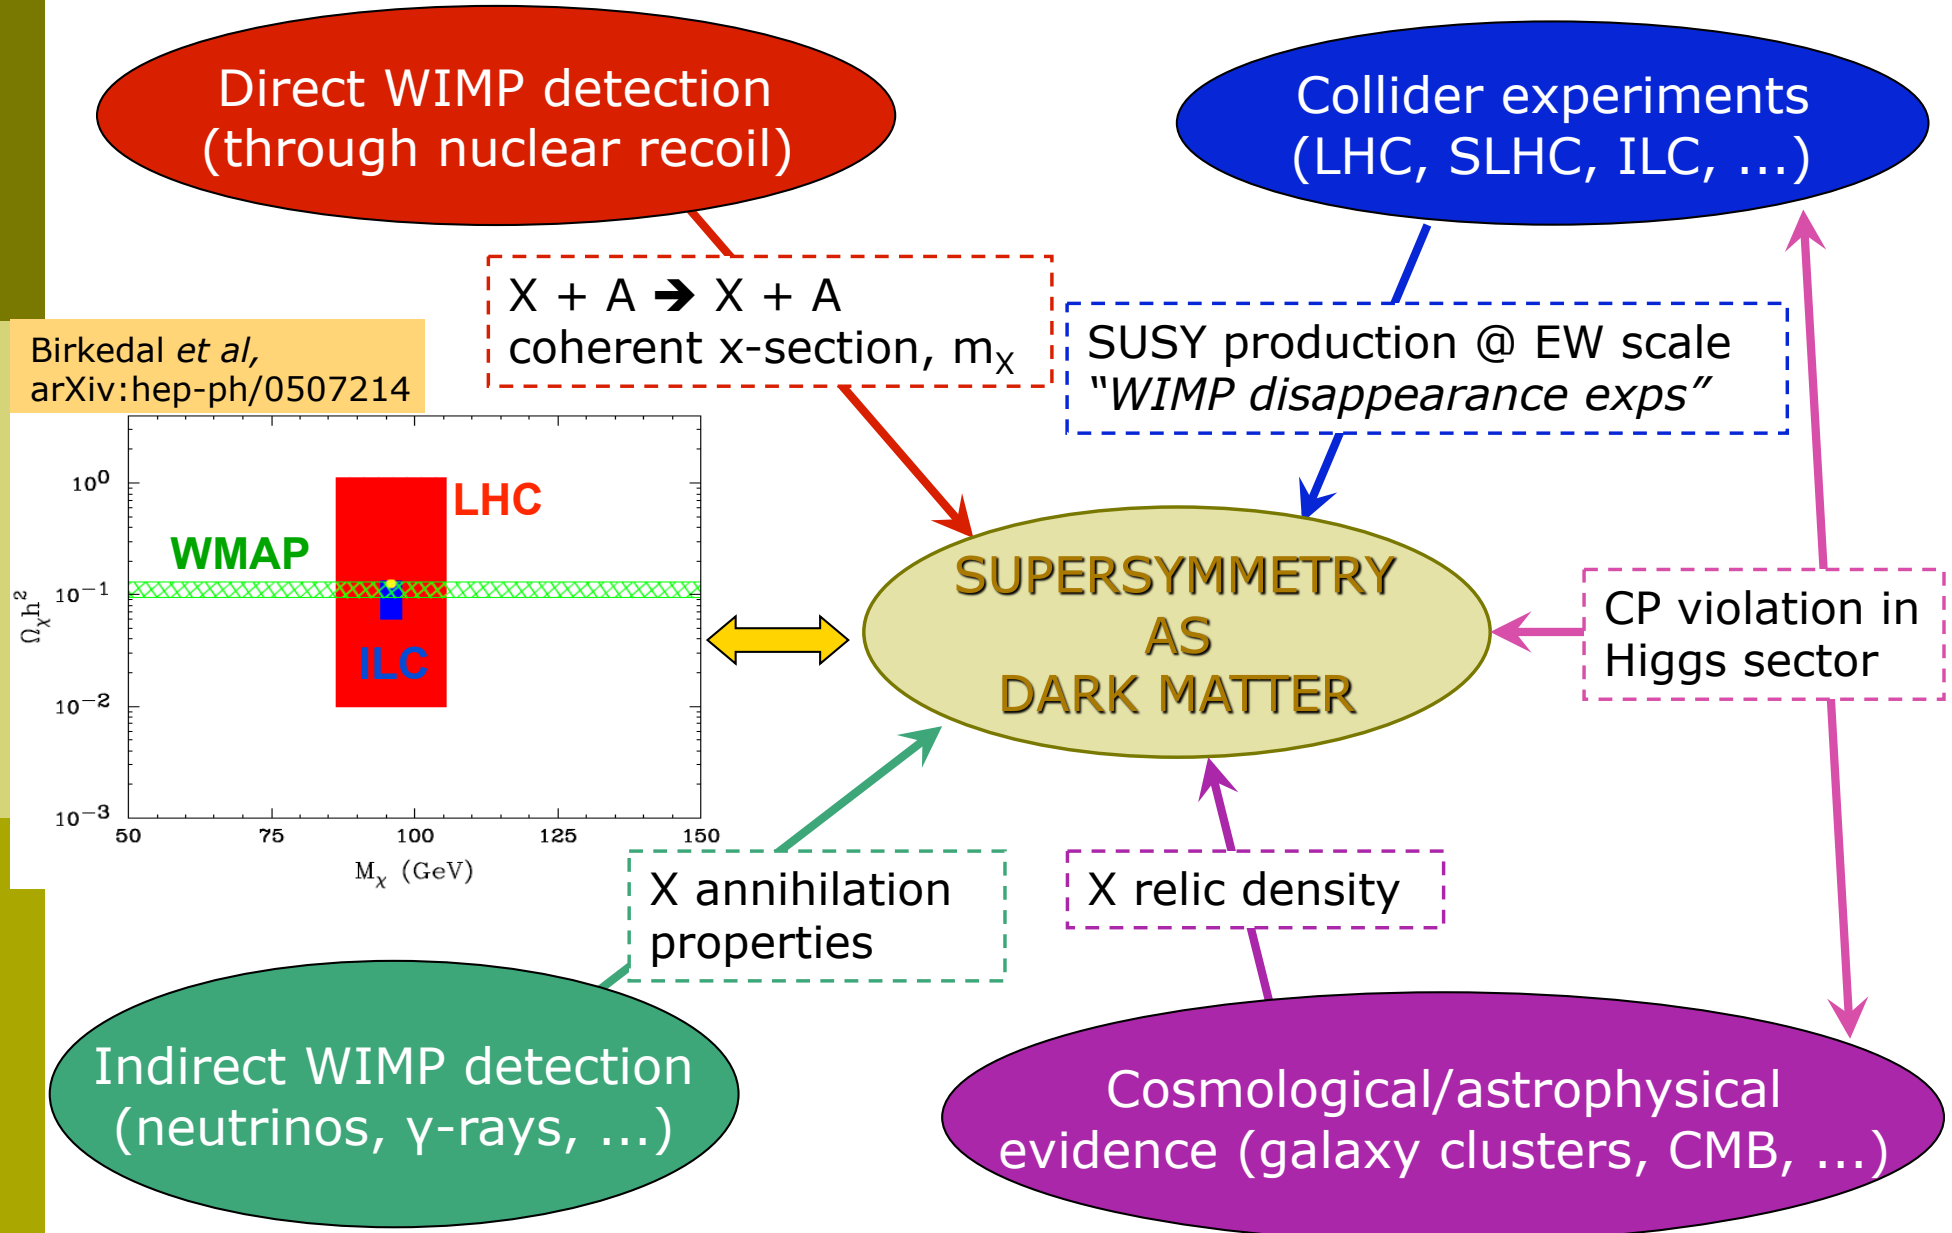 Direct WIMP detection
(through nuclear recoil)
Collider experiments
(LHC, SLHC, ILC, ...)
X + A ➔ X + A
coherent x-section, mX
SUSY production @ EW scale
“WIMP disappearance exps”
Birkedal et al,
arXiv:hep-ph/0507214
10⁰
10⁻¹
10⁻²
10⁻³
Ωχh²
LHC
WMAP
ILC
50 75 100 125 150
Mχ (GeV)
SUPERSYMMETRY
AS
DARK MATTER
CP violation in
Higgs sector
X annihilation
properties
X relic density
Indirect WIMP detection
(neutrinos, γ-rays, ...)
Cosmological/astrophysical
evidence (galaxy clusters, CMB, ...)